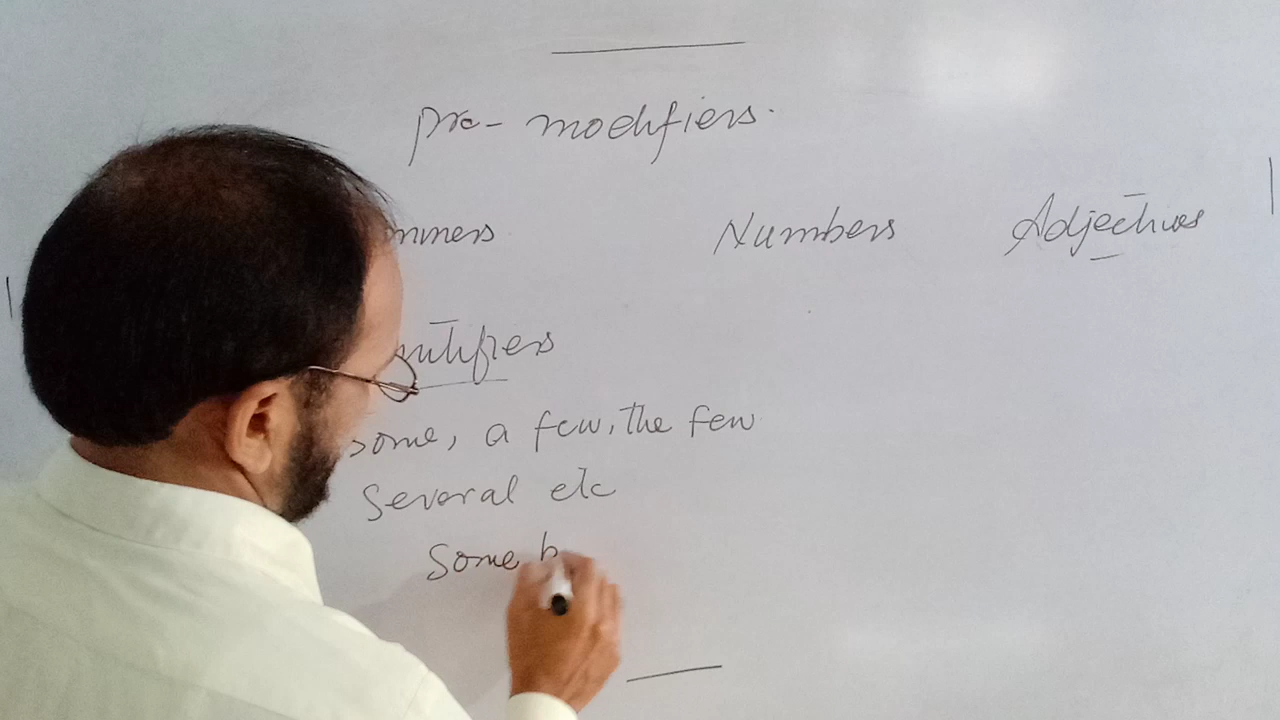 pre- modifiers.
Numbers Adjectives
some, a few, the few
Several etc
Some b